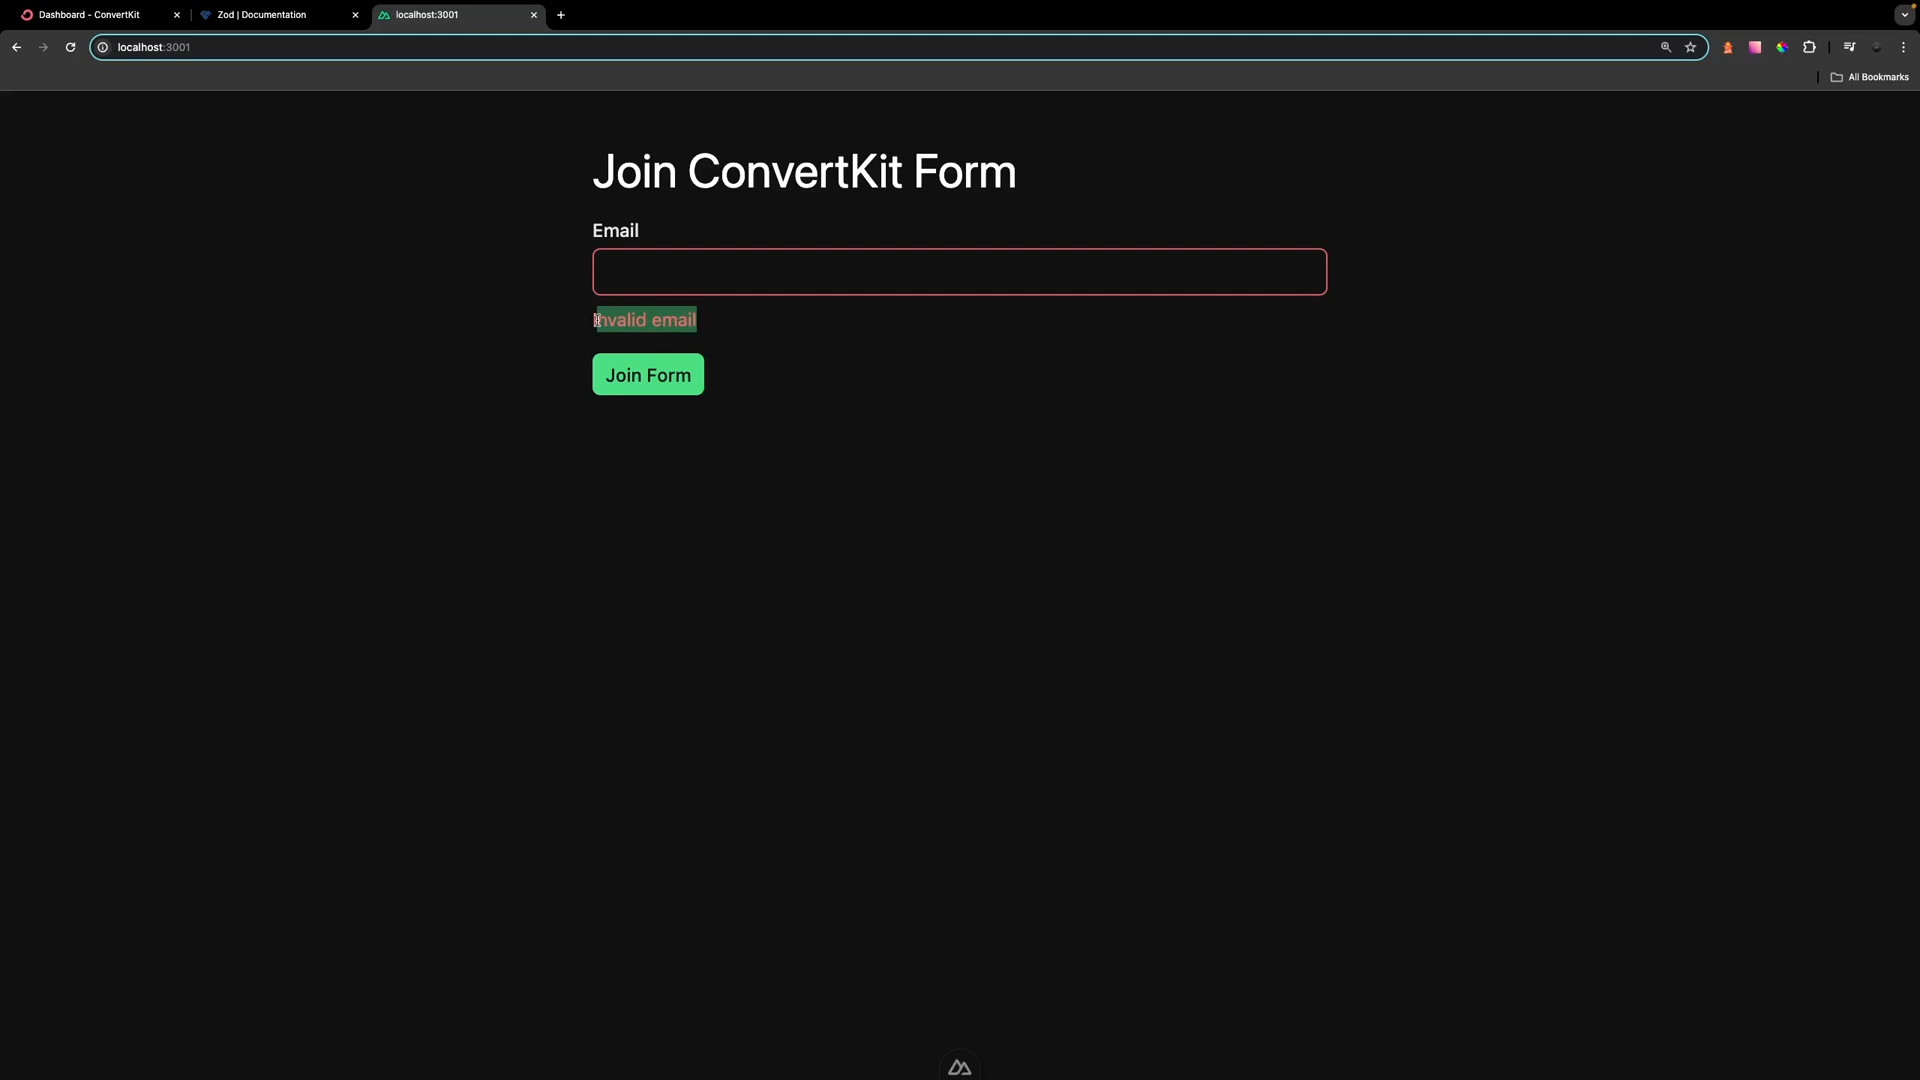 Dashboard - ConvertKit
Zod | Documentation
localhost:3001
localhost:3001
All Bookmarks
Join ConvertKit Form
Email
Invalid email
Join Form